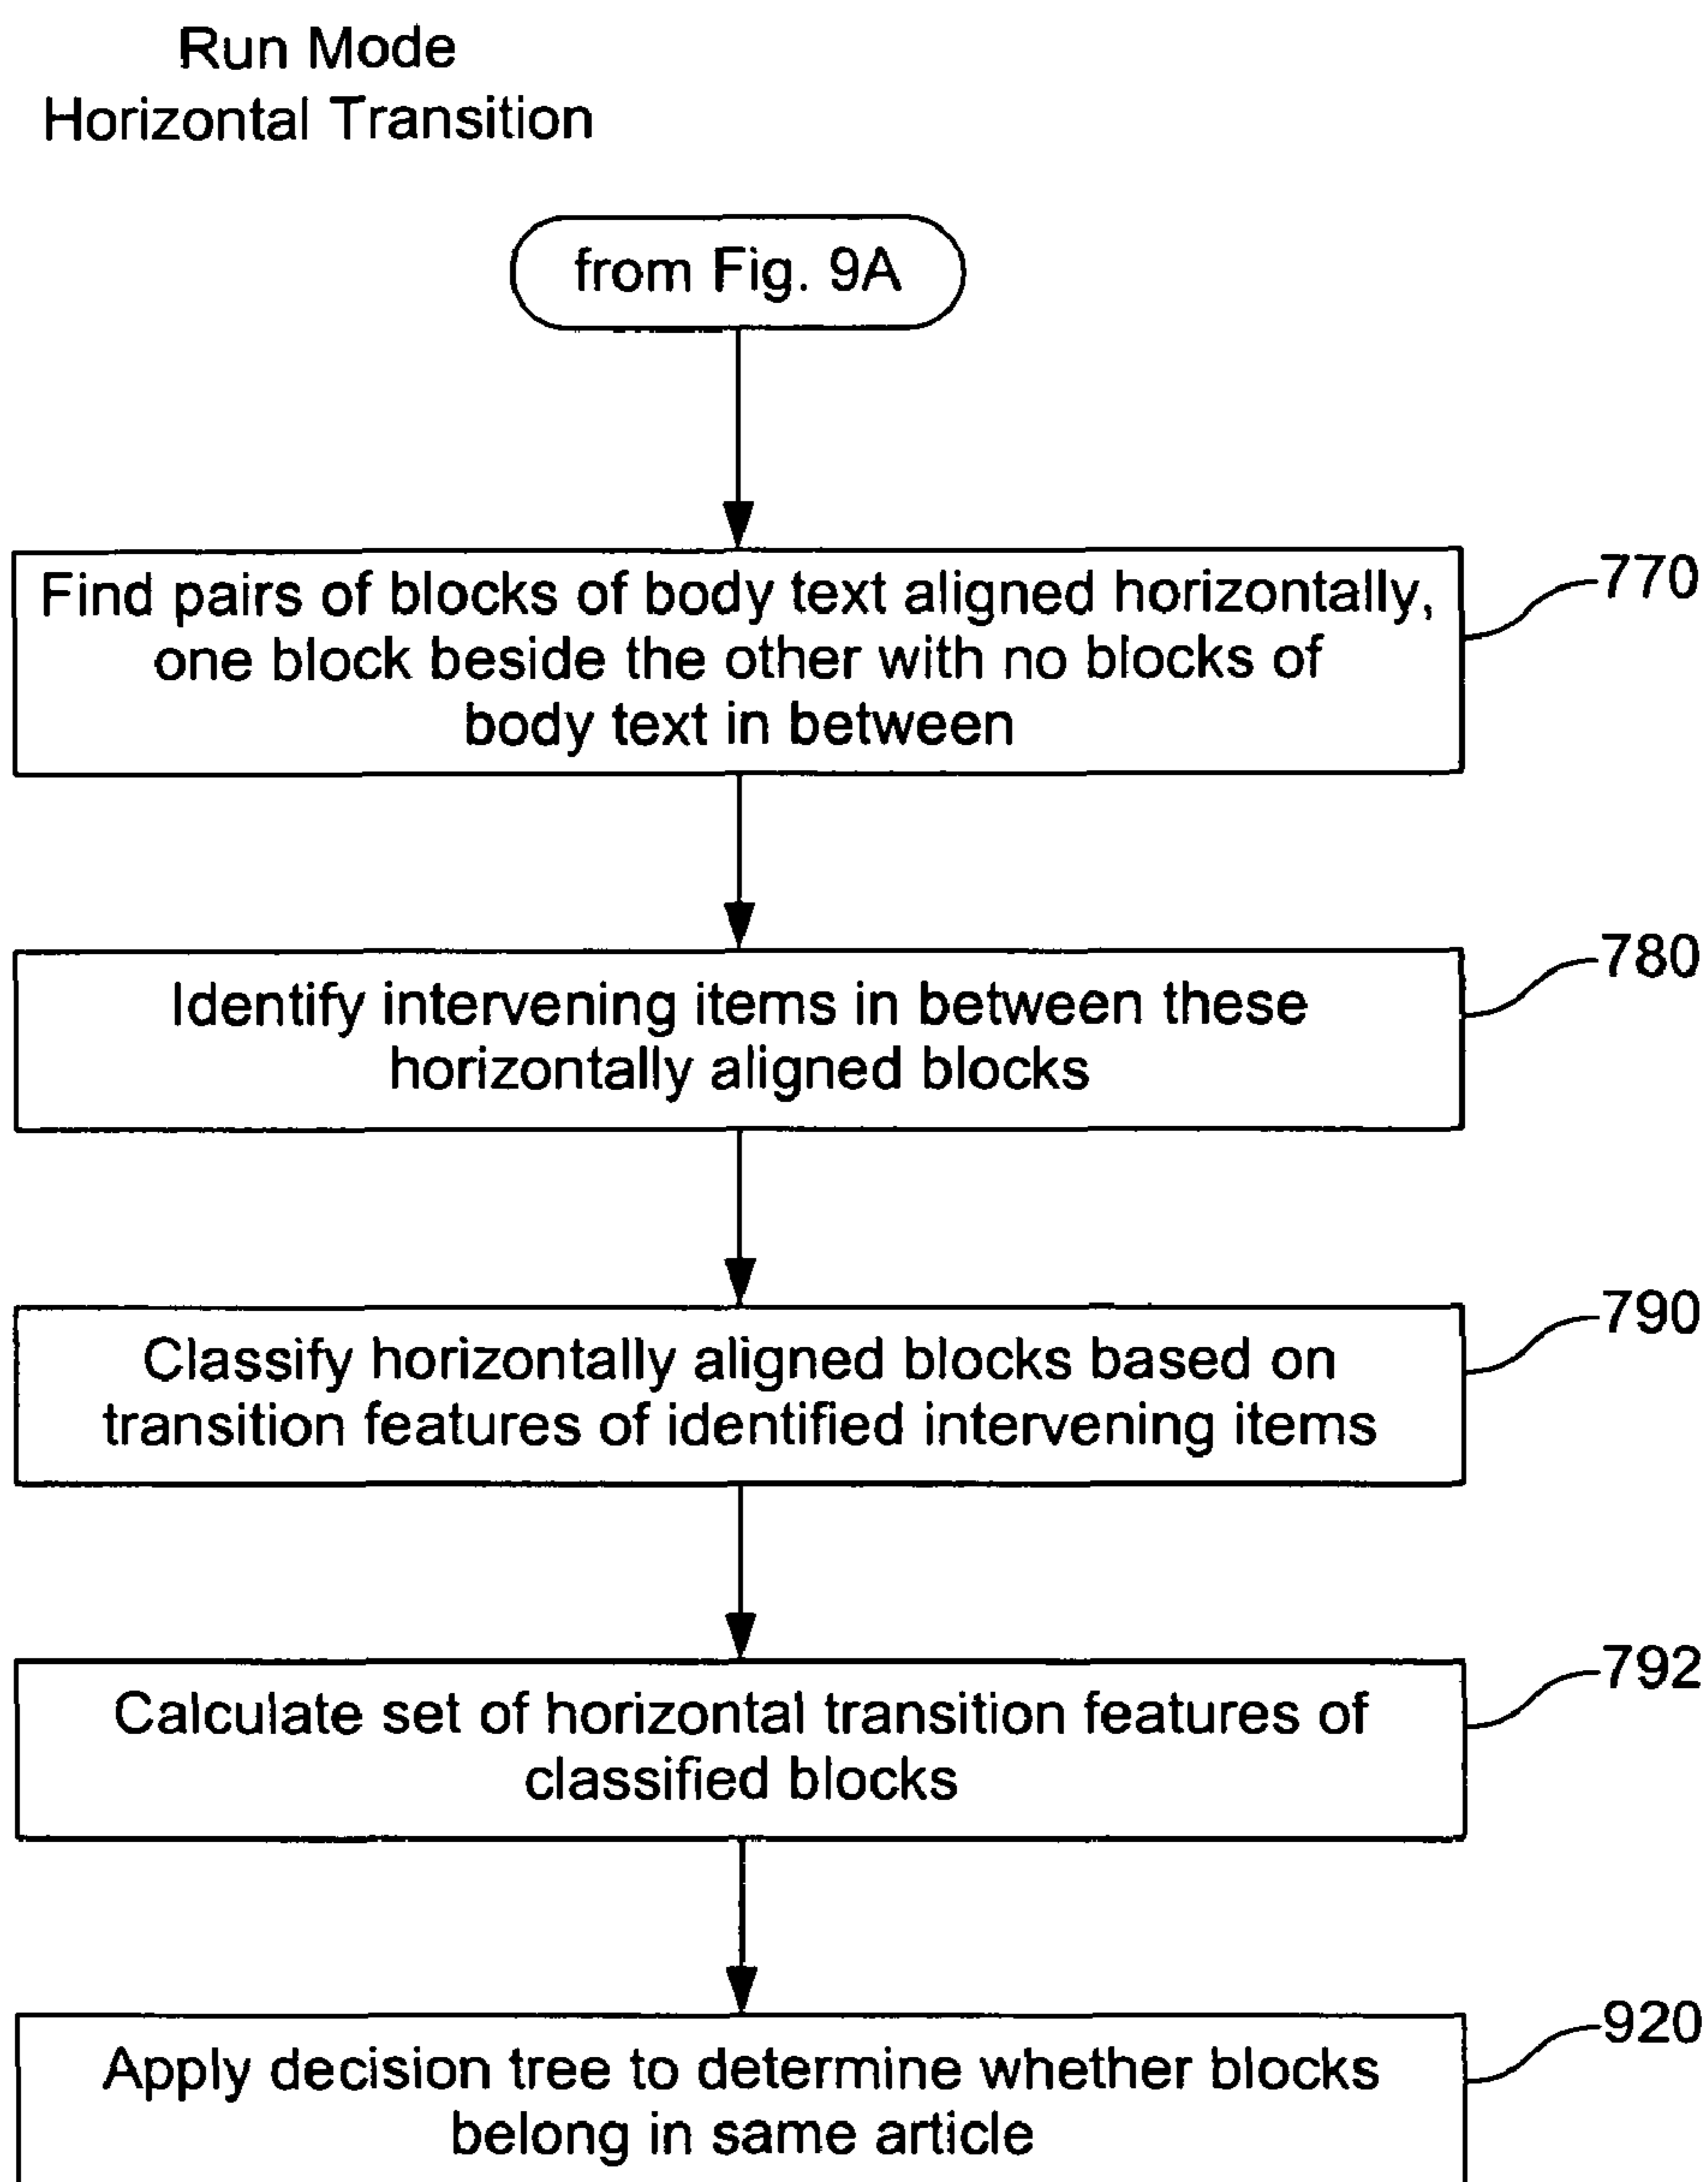 Run Mode
Horizontal Transition
from Fig. 9A
Find pairs of blocks of body text aligned horizontally,
one block beside the other with no blocks of
body text in between
770
Identify intervening items in between these
horizontally aligned blocks
780
Classify horizontally aligned blocks based on
transition features of identified intervening items
790
Calculate set of horizontal transition features of
classified blocks
792
Apply decision tree to determine whether blocks
belong in same article
920